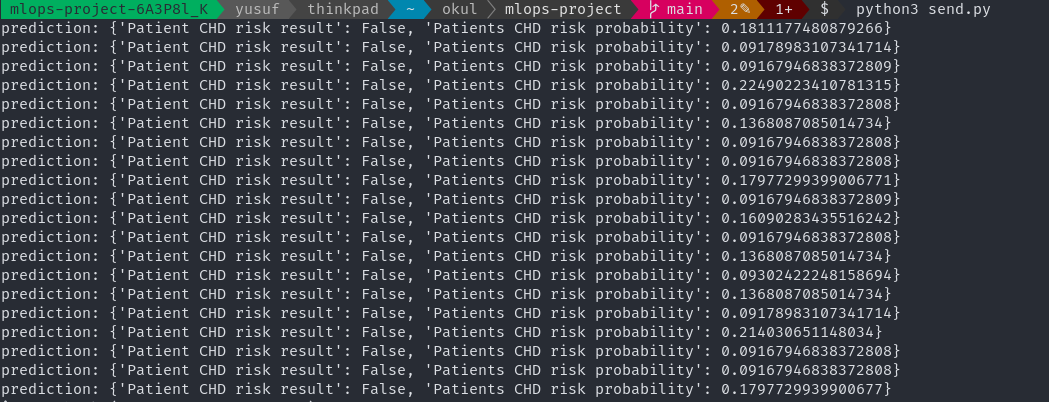 mlops-project-6A3P8l_K yusuf thinkpad ~ okul mlops-project main 2✎ 1+ $ python3 send.py
prediction: {'Patient CHD risk result': False, 'Patients CHD risk probability': 0.1811177480879266}
prediction: {'Patient CHD risk result': False, 'Patients CHD risk probability': 0.09178983107341714}
prediction: {'Patient CHD risk result': False, 'Patients CHD risk probability': 0.09167946838372809}
prediction: {'Patient CHD risk result': False, 'Patients CHD risk probability': 0.22490223410781315}
prediction: {'Patient CHD risk result': False, 'Patients CHD risk probability': 0.09167946838372808}
prediction: {'Patient CHD risk result': False, 'Patients CHD risk probability': 0.1368087085014734}
prediction: {'Patient CHD risk result': False, 'Patients CHD risk probability': 0.09167946838372808}
prediction: {'Patient CHD risk result': False, 'Patients CHD risk probability': 0.09167946838372808}
prediction: {'Patient CHD risk result': False, 'Patients CHD risk probability': 0.17977299399006771}
prediction: {'Patient CHD risk result': False, 'Patients CHD risk probability': 0.09167946838372809}
prediction: {'Patient CHD risk result': False, 'Patients CHD risk probability': 0.16090283435516242}
prediction: {'Patient CHD risk result': False, 'Patients CHD risk probability': 0.09167946838372808}
prediction: {'Patient CHD risk result': False, 'Patients CHD risk probability': 0.1368087085014734}
prediction: {'Patient CHD risk result': False, 'Patients CHD risk probability': 0.09302422248158694}
prediction: {'Patient CHD risk result': False, 'Patients CHD risk probability': 0.1368087085014734}
prediction: {'Patient CHD risk result': False, 'Patients CHD risk probability': 0.09178983107341714}
prediction: {'Patient CHD risk result': False, 'Patients CHD risk probability': 0.214030651148034}
prediction: {'Patient CHD risk result': False, 'Patients CHD risk probability': 0.09167946838372808}
prediction: {'Patient CHD risk result': False, 'Patients CHD risk probability': 0.09167946838372808}
prediction: {'Patient CHD risk result': False, 'Patients CHD risk probability': 0.1797729939900677}